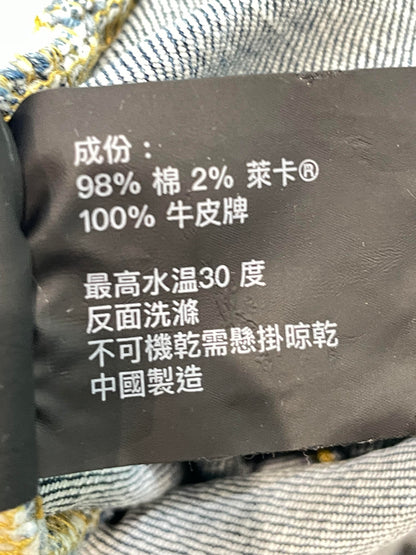 成份：
98% 棉 2% 萊卡®
100% 牛皮牌
最高水温30 度
反面洗滌
不可機乾需懸掛晾乾
中國製造